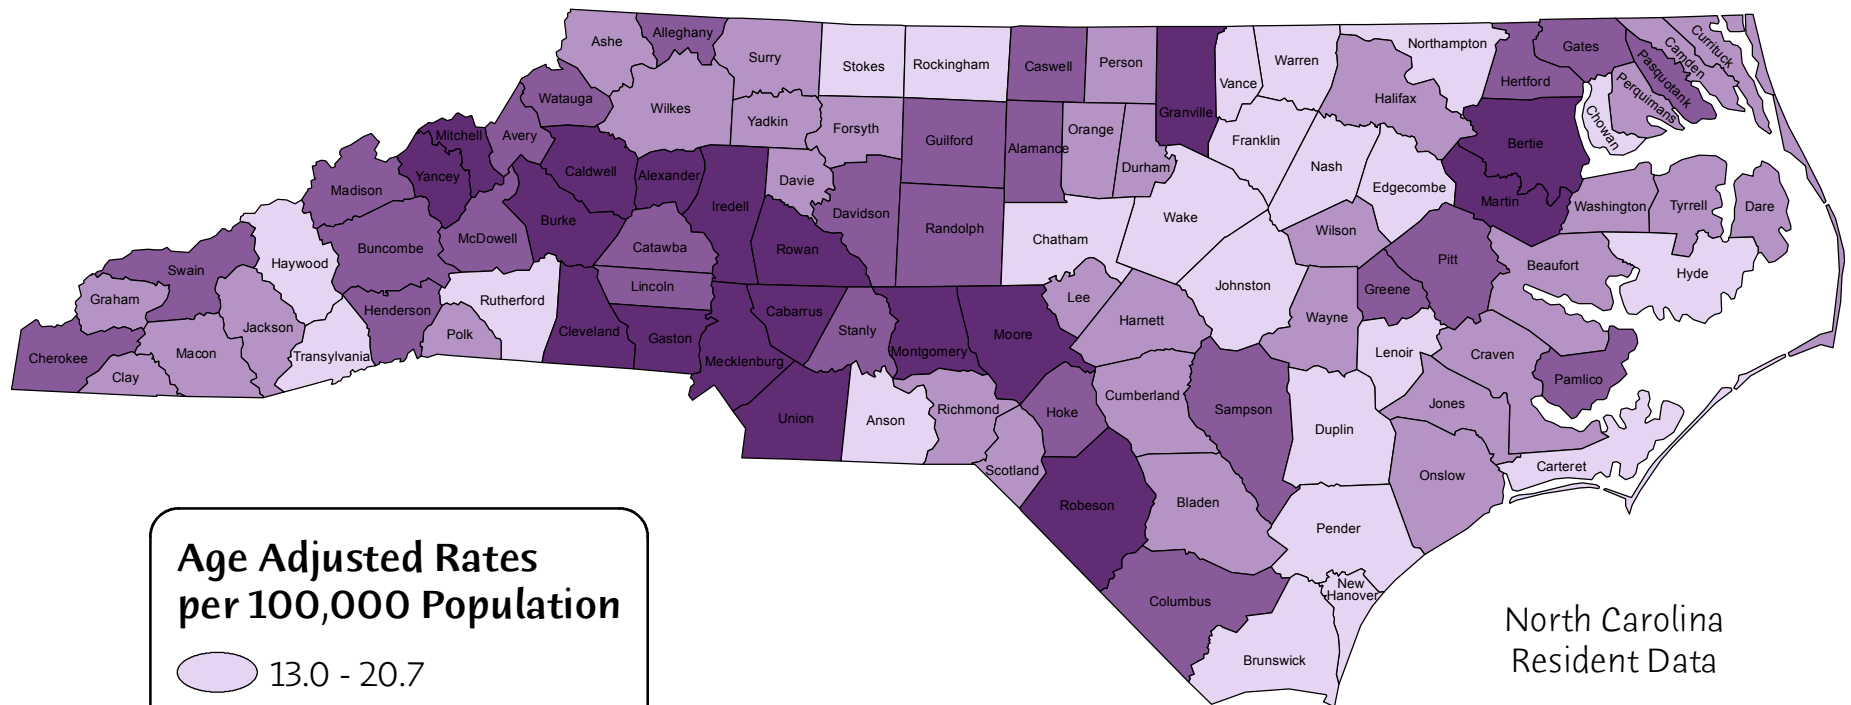 Ashe
Alleghany
Surry
Stokes
Rockingham
Caswell
Person
Granville
Vance
Warren
Northampton
Hertford
Gates
Camden
Currituck
Pasquotank
Perquimans
Chowan
Watauga
Wilkes
Yadkin
Forsyth
Guilford
Alamance
Orange
Durham
Franklin
Halifax
Bertie
Mitchell
Avery
Yancey
Caldwell
Alexander
Davie
Iredell
Davidson
Randolph
Chatham
Wake
Nash
Edgecombe
Martin
Washington
Tyrrell
Dare
Madison
Buncombe
McDowell
Burke
Catawba
Rowan
Wilson
Pitt
Beaufort
Hyde
Swain
Haywood
Graham
Jackson
Henderson
Rutherford
Polk
Cleveland
Lincoln
Gaston
Cabarrus
Stanly
Montgomery
Moore
Lee
Harnett
Johnston
Wayne
Greene
Lenoir
Craven
Pamlico
Cherokee
Clay
Macon
Transylvania
Mecklenburg
Union
Anson
Richmond
Scotland
Hoke
Cumberland
Sampson
Duplin
Jones
Onslow
Carteret
Robeson
Bladen
Pender
Columbus
New
Hanover
Brunswick
Age Adjusted Rates
per 100,000 Population
13.0 - 20.7
North Carolina
Resident Data